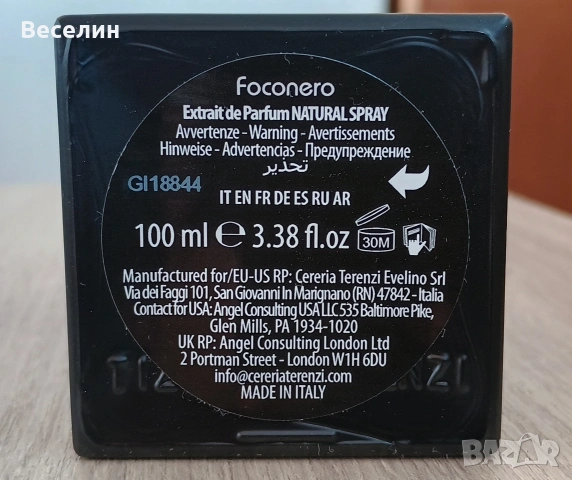 Веселин
Foconero
Extrait de Parfum NATURAL SPRAY
Avvertenze - Warning - Avertissements
Hinweise - Advertencias - Предупреждение
تحذير
GI18844
IT EN FR DE ES RU AR
100 ml ℮ 3.38 fl.oz 30M
Manufactured for/EU-US RP: Cereria Terenzi Evelino Srl
Via dei Faggi 101, San Giovanni In Marignano (RN) 47842 - Italia
Contact for USA: Angel Consulting USA LLC 535 Baltimore Pike,
Glen Mills, PA 1934-1020
UK RP: Angel Consulting London Ltd
2 Portman Street - London W1H 6DU
info@cereriaterenzi.com
MADE IN ITALY
BAZAR